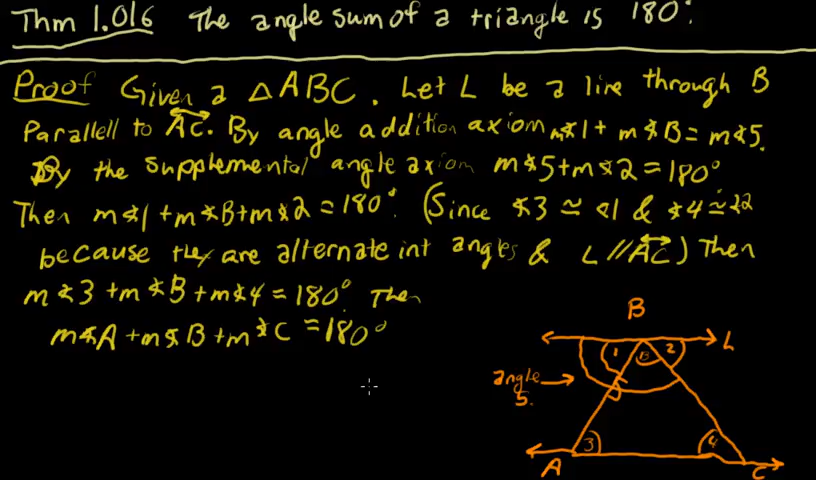 Thm 1.016 The angle sum of a triangle is 180°.
Proof Given a △ABC. Let L be a line through B
Parallell to AC. By angle addition axiom m∡1 + m∡B = m∡5.
By the supplemental angle axiom m∡5 + m∡2 = 180°
Then m∡1 + m∡B + m∡2 = 180°. (Since ∡3 ≅ ∡1 & ∡4 ≅ ∡2
because they are alternate int angles & L // AC) Then
m∡3 + m∡B + m∡4 = 180° Then
m∡A + m∡B + m∡C = 180°
B
L
1 B 2
angle
5.
3 4
A C